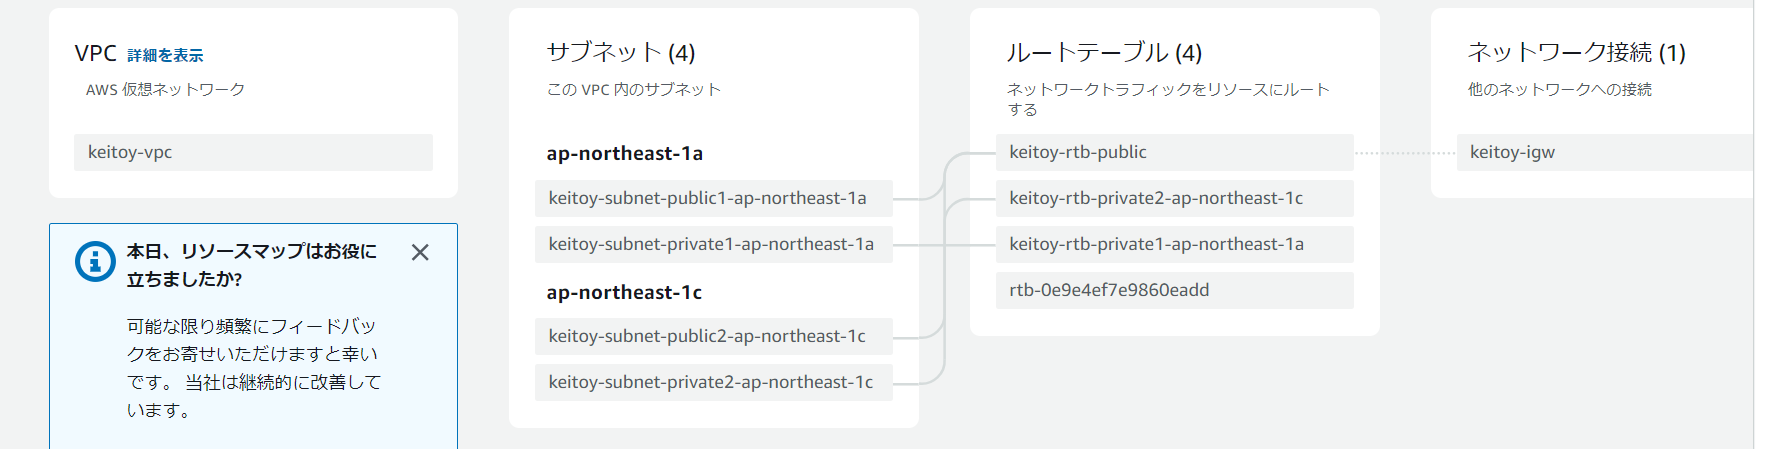 VPC 詳細を表示
AWS 仮想ネットワーク
keitoy-vpc
本日、リソースマップはお役に
立ちましたか?
可能な限り頻繁にフィードバッ
クをお寄せいただけますと幸い
です。 当社は継続的に改善して
います。
サブネット (4)
この VPC 内のサブネット
ap-northeast-1a
keitoy-subnet-public1-ap-northeast-1a
keitoy-subnet-private1-ap-northeast-1a
ap-northeast-1c
keitoy-subnet-public2-ap-northeast-1c
keitoy-subnet-private2-ap-northeast-1c
ルートテーブル (4)
ネットワークトラフィックをリソースにルート
する
keitoy-rtb-public
keitoy-rtb-private2-ap-northeast-1c
keitoy-rtb-private1-ap-northeast-1a
rtb-0e9e4ef7e9860eadd
ネットワーク接続 (1)
他のネットワークへの接続
keitoy-igw